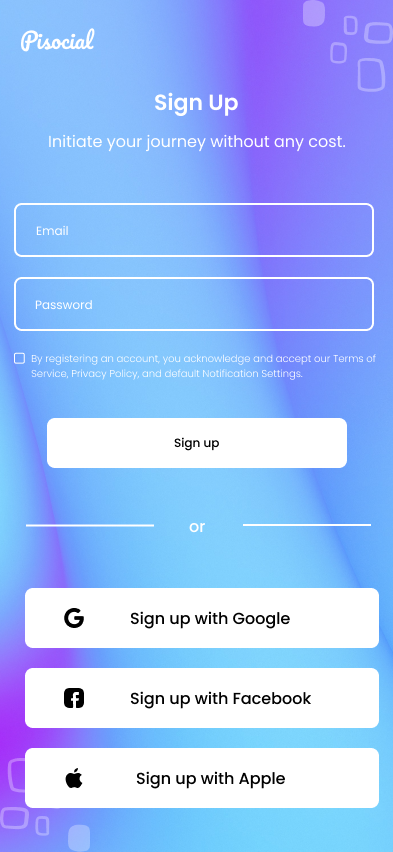 Pisocial
Sign Up
Initiate your journey without any cost.
Email
Password
By registering an account, you acknowledge and accept our Terms of
Service, Privacy Policy, and default Notification Settings.
Sign up
or
Sign up with Google
Sign up with Facebook
Sign up with Apple